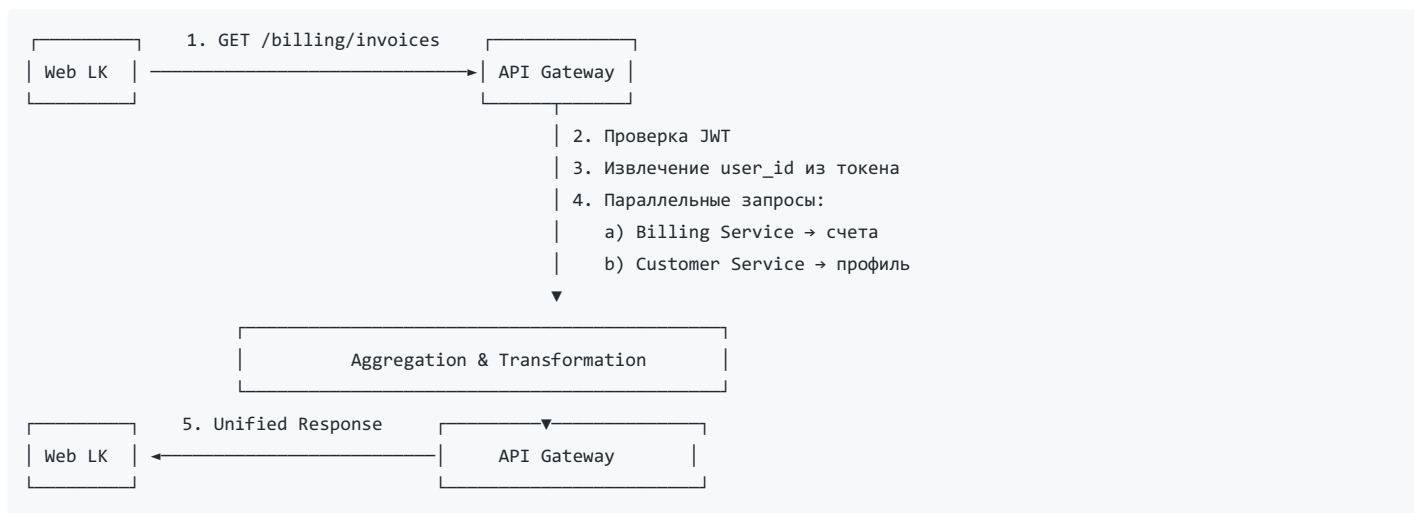 1. GET /billing/invoices
Web LK API Gateway
2. Проверка JWT
3. Извлечение user_id из токена
4. Параллельные запросы:
a) Billing Service → счета
b) Customer Service → профиль
Aggregation & Transformation
5. Unified Response
Web LK API Gateway